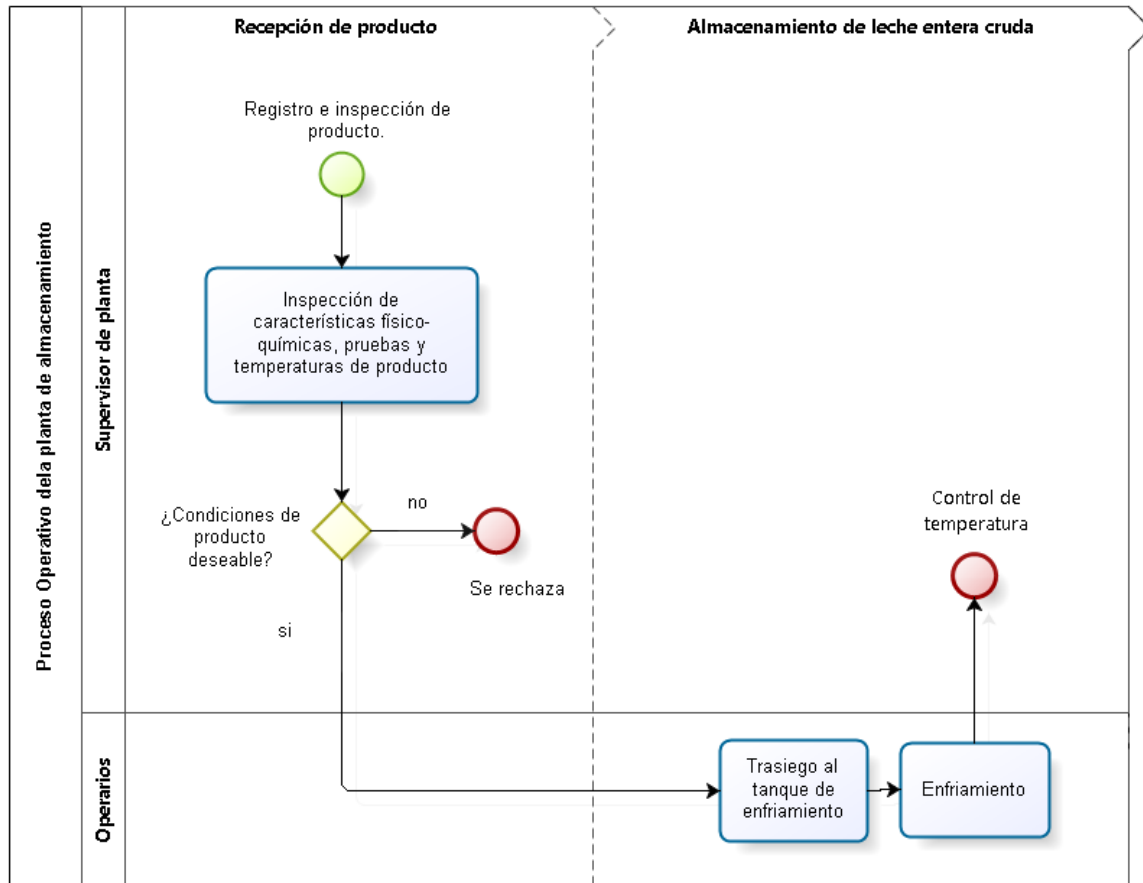 Recepción de producto
Almacenamiento de leche entera cruda
Proceso Operativo dela planta de almacenamiento
Supervisor de planta
Registro e inspección de
producto.
Inspección de
características físico-
químicas, pruebas y
temperaturas de producto
¿Condiciones de
producto
deseable?
no
Se rechaza
si
Control de
temperatura
Operarios
Trasiego al
tanque de
enfriamiento
Enfriamiento